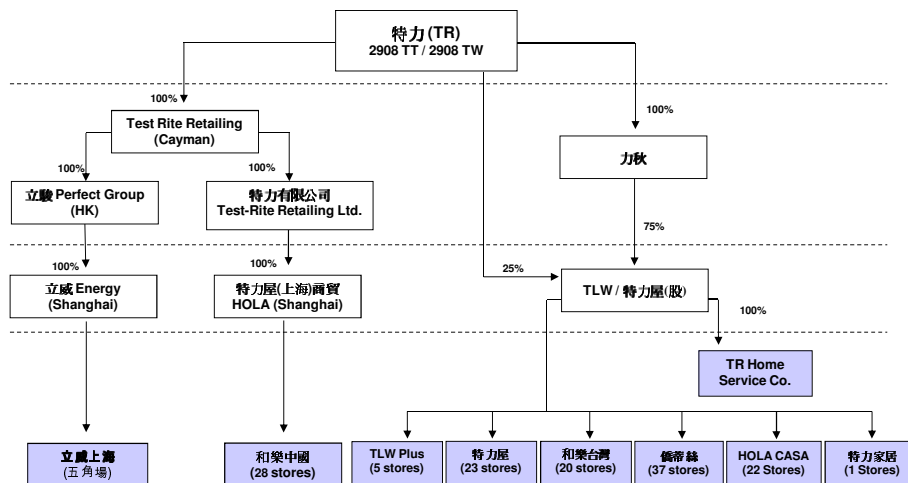 特力 (TR)
2908 TT / 2908 TW
100%
100%
Test Rite Retailing
(Cayman)
力秋
100%
100%
立駿 Perfect Group
(HK)
特力有限公司
Test-Rite Retailing Ltd.
75%
100%
100%
25%
立威 Energy
(Shanghai)
特力屋(上海)商貿
HOLA (Shanghai)
TLW / 特力屋(股)
100%
TR Home
Service Co.
立威上海
(五角場)
和樂中國
(28 stores)
TLW Plus
(5 stores)
特力屋
(23 stores)
和樂台灣
(20 stores)
僑蒂絲
(37 stores)
HOLA CASA
(22 Stores)
特力家居
(1 Stores)